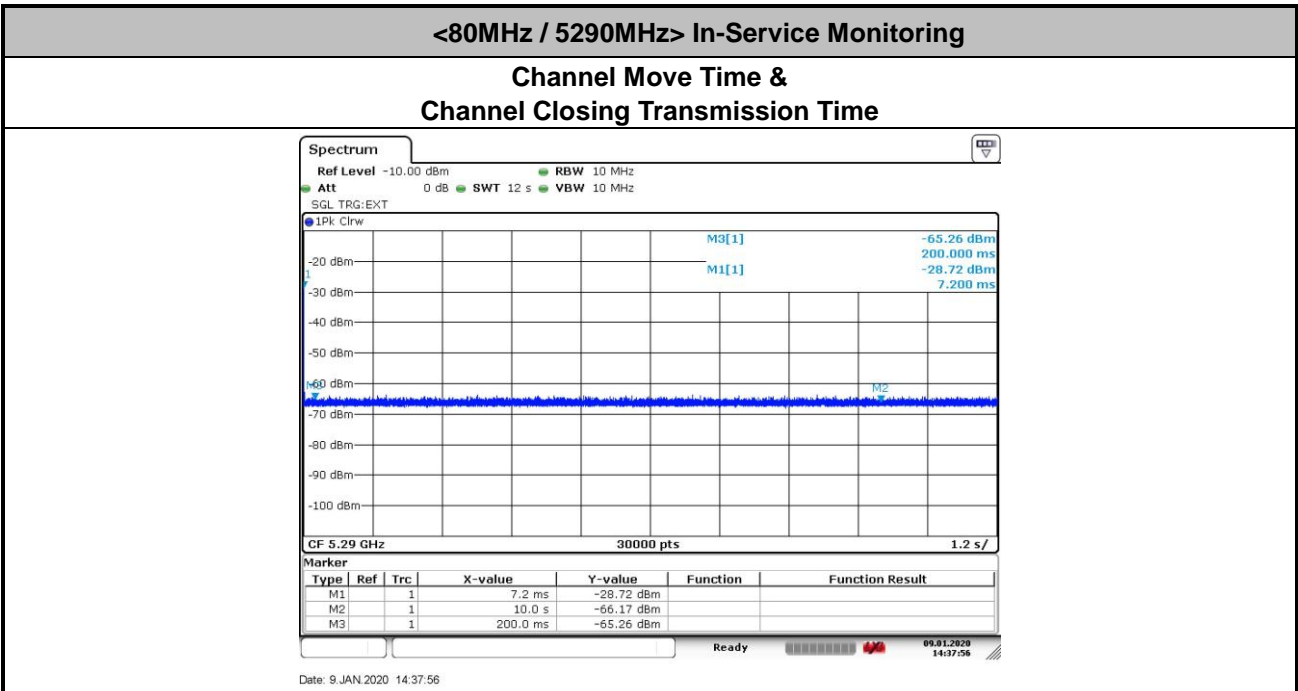 <80MHz / 5290MHz> In-Service Monitoring
Channel Move Time &
Channel Closing Transmission Time
Spectrum
Ref Level -10.00 dBm RBW 10 MHz
Att 0 dB SWT 12 s VBW 10 MHz
SGL TRG:EXT
1Pk Clrw
M3[1] -65.26 dBm
200.000 ms
-20 dBm
M1[1] -28.72 dBm
7.200 ms
1
-30 dBm
-40 dBm
-50 dBm
-60 dBm
M2
-70 dBm
-80 dBm
-90 dBm
-100 dBm
CF 5.29 GHz 30000 pts 1.2 s/
Marker
Type Ref Trc X-value Y-value Function Function Result
M1 1 7.2 ms -28.72 dBm
M2 1 10.0 s -66.17 dBm
M3 1 200.0 ms -65.26 dBm
Ready 09.01.2020
14:37:56
Date: 9.JAN.2020 14:37:56